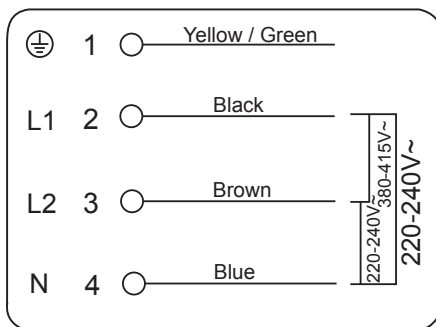 ⏚ 1 Yellow / Green
L1 2 Black
L2 3 Brown
N 4 Blue
380-415V~
220-240V~
220-240V~